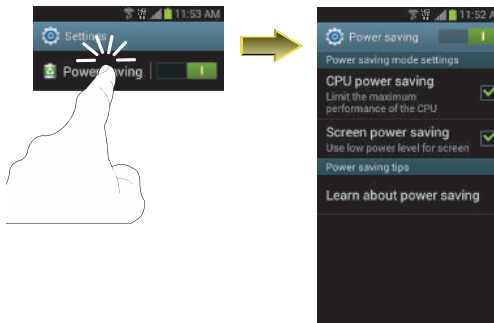 11:53 AM
Settings
Power saving
11:52 A
Power saving
Power saving mode settings
CPU power saving
Limit the maximum
performance of the CPU
Screen power saving
Use low power level for screen
Power saving tips
Learn about power saving